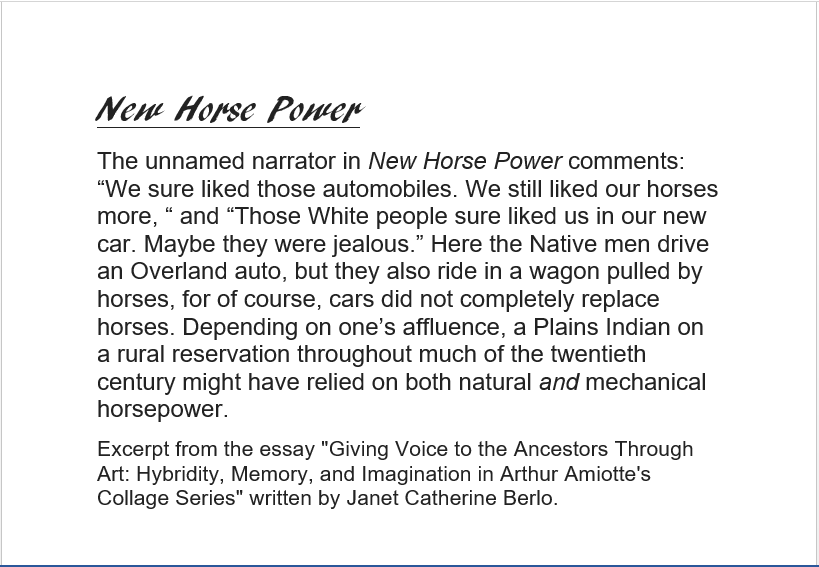 New Horse Power
The unnamed narrator in New Horse Power comments:
“We sure liked those automobiles. We still liked our horses
more, “ and “Those White people sure liked us in our new
car. Maybe they were jealous.” Here the Native men drive
an Overland auto, but they also ride in a wagon pulled by
horses, for of course, cars did not completely replace
horses. Depending on one’s affluence, a Plains Indian on
a rural reservation throughout much of the twentieth
century might have relied on both natural and mechanical
horsepower.
Excerpt from the essay "Giving Voice to the Ancestors Through
Art: Hybridity, Memory, and Imagination in Arthur Amiotte's
Collage Series" written by Janet Catherine Berlo.